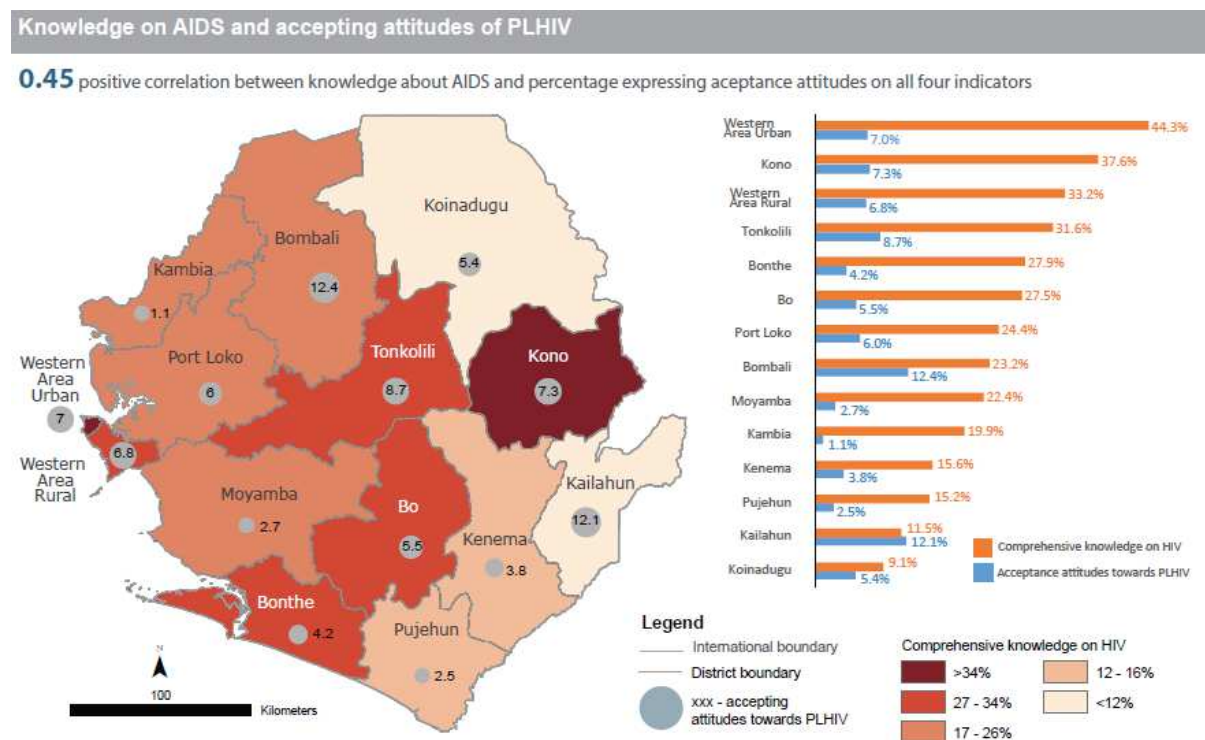 Knowledge on AIDS and accepting attitudes of PLHIV
0.45 positive correlation between knowledge about AIDS and percentage expressing aceptance attitudes on all four indicators
Koinadugu
5.4
Bombali
12.4
Kambia
1.1
Port Loko
6
Tonkolili
8.7
Kono
7.3
Western
Area
Urban
7
6.8
Western
Area
Rural
Moyamba
2.7
Bo
5.5
Kailahun
12.1
Kenema
3.8
Bonthe
4.2
Pujehun
2.5
N
100
Kilometers
Western
Area Urban
44.3%
7.0%
Kono
37.6%
7.3%
Western
Area Rural
33.2%
6.8%
Tonkolili
31.6%
8.7%
Bonthe
27.9%
4.2%
Bo
27.5%
5.5%
Port Loko
24.4%
6.0%
Bombali
23.2%
12.4%
Moyamba
22.4%
2.7%
Kambia
19.9%
1.1%
Kenema
15.6%
3.8%
Pujehun
15.2%
2.5%
Kailahun
11.5%
12.1%
Koinadugu
9.1%
5.4%
Comprehensive knowledge on HIV
Acceptance attitudes towards PLHIV
Legend
International boundary
District boundary
xxx - accepting
attitudes towards PLHIV
Comprehensive knowledge on HIV
>34%
27 - 34%
17 - 26%
12 - 16%
<12%